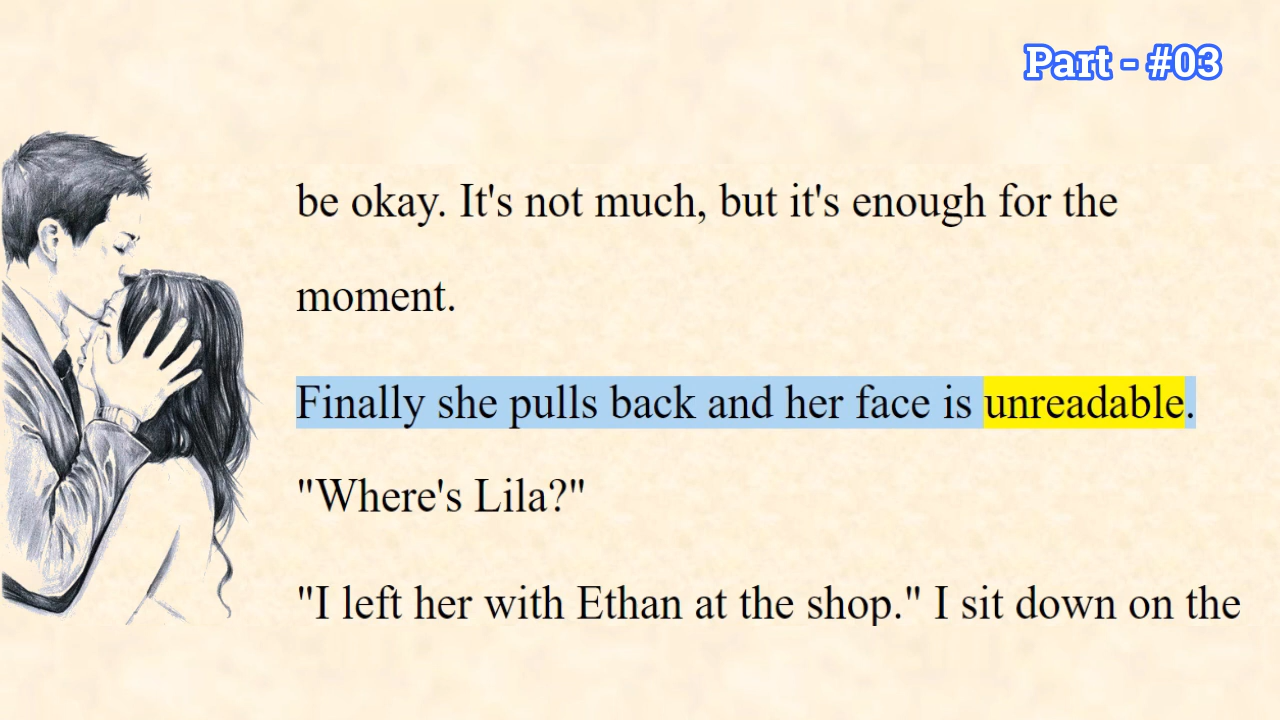 Part - #03
be okay. It's not much, but it's enough for the
moment.
Finally she pulls back and her face is unreadable.
"Where's Lila?"
"I left her with Ethan at the shop." I sit down on the